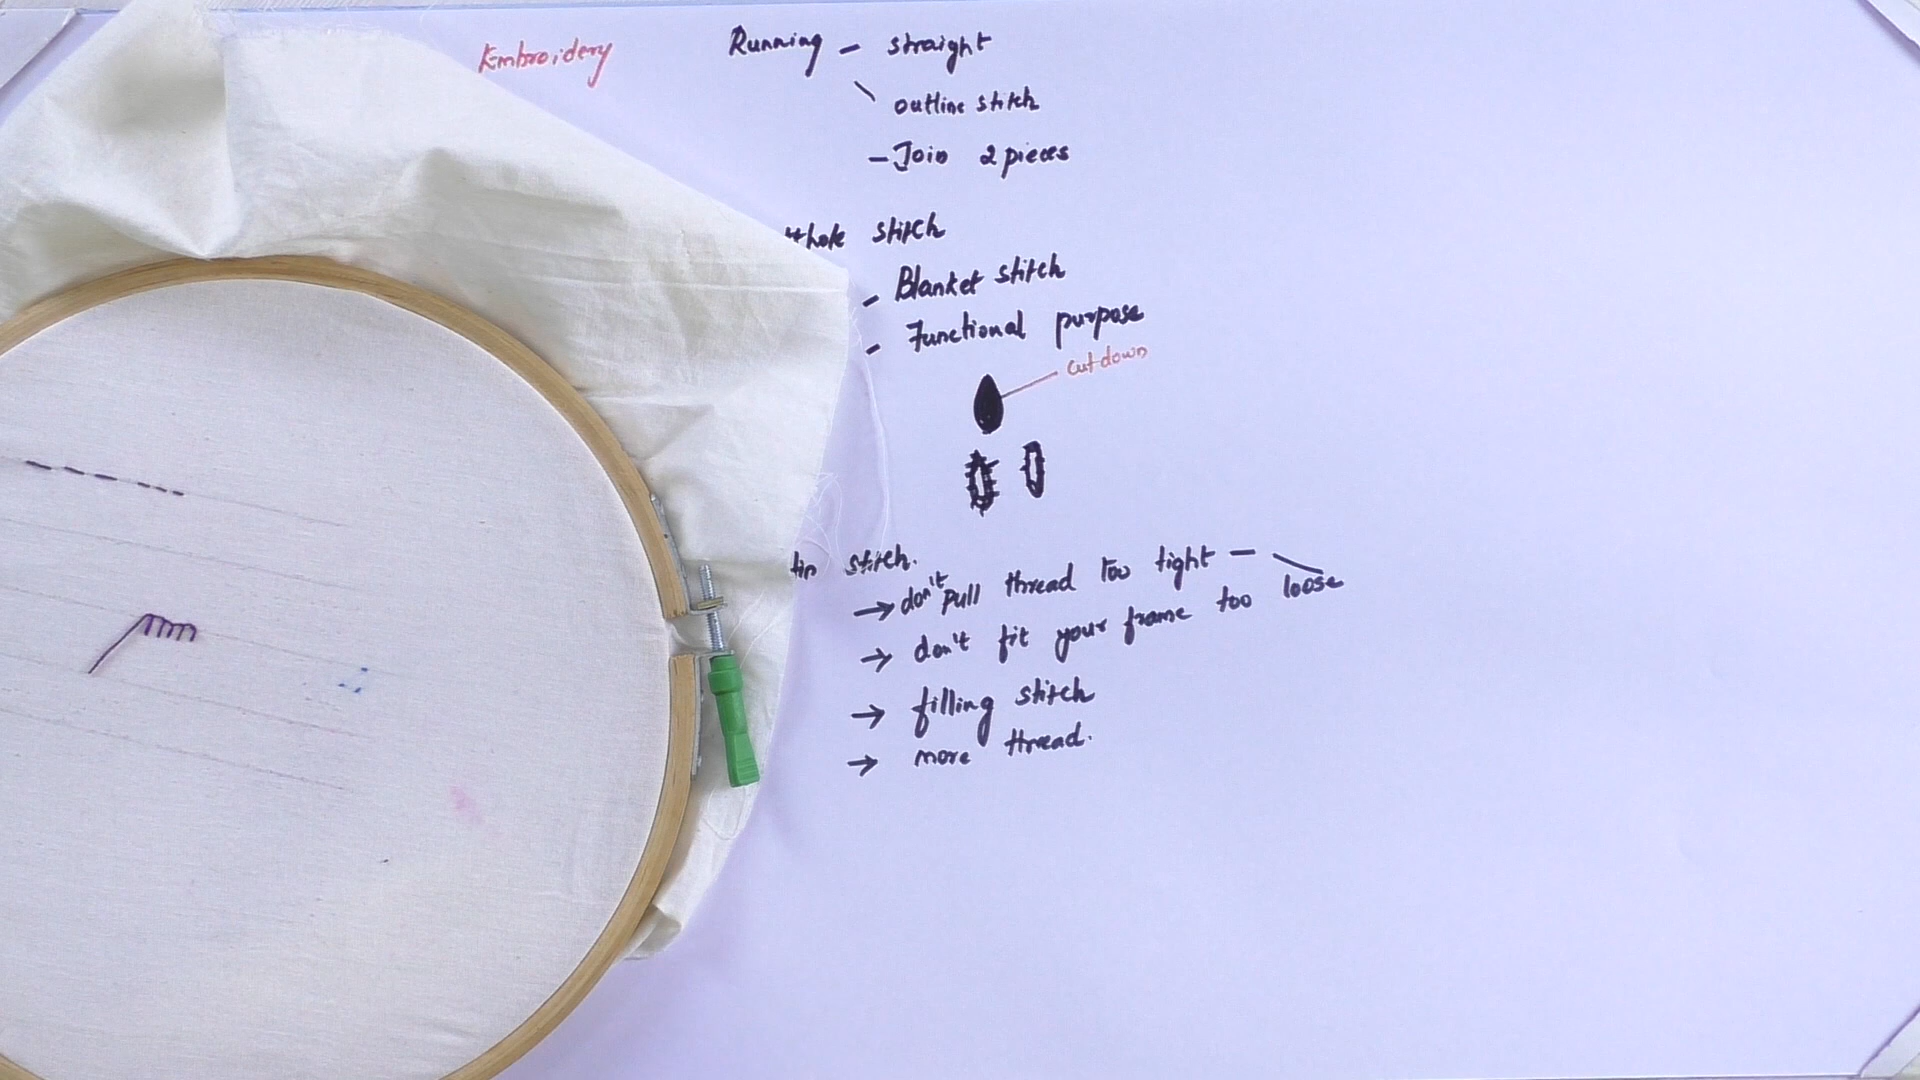 Embroidery
Running - straight
outline stitch
- Join 2 pieces
stitch
- Blanket stitch
- Functional purpose
cut down
stitch.
→ don't pull thread too tight -
→ don't fit your frame too loose
→ filling stitch
→ more thread.